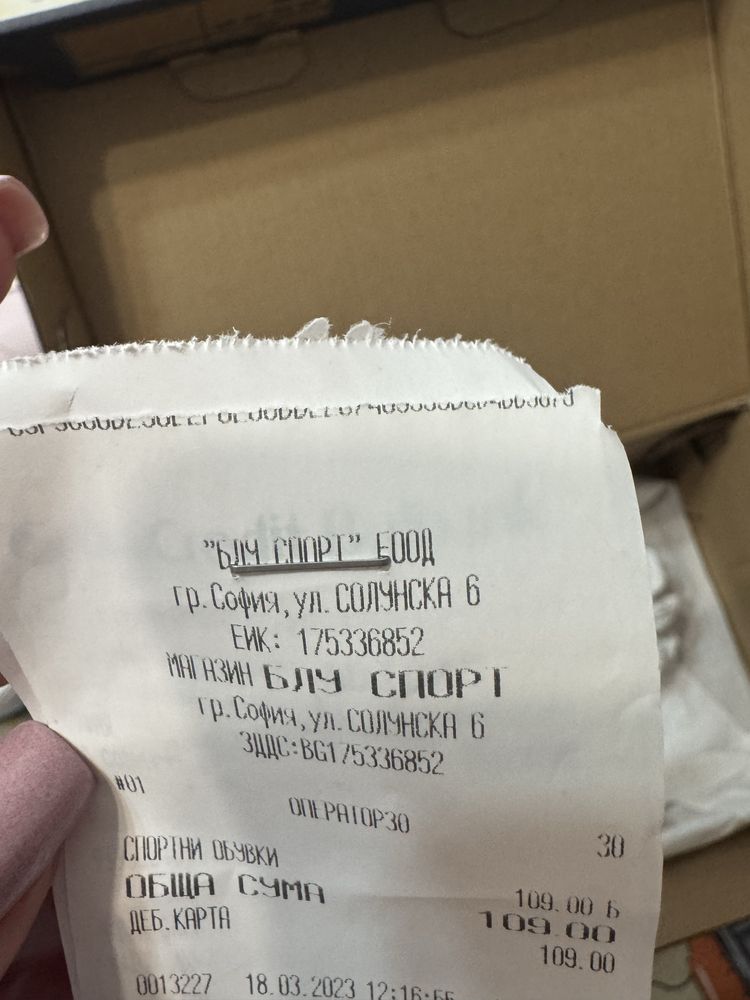 "БЛУ СПОРТ" ЕООД
гр.София,ул.СОЛУНСКА 6
ЕИК: 175336852
МАГАЗИН БЛУ СПОРТ
гр.София,ул.СОЛУНСКА 6
ЗДДС:BG175336852
#01
ОПЕРАТОР30 30
СПОРТНИ ОБУВКИ 109.00 Б
ОБЩА СУМА 109.00
ДЕБ.КАРТА 109.00
0013227 18.03.2023